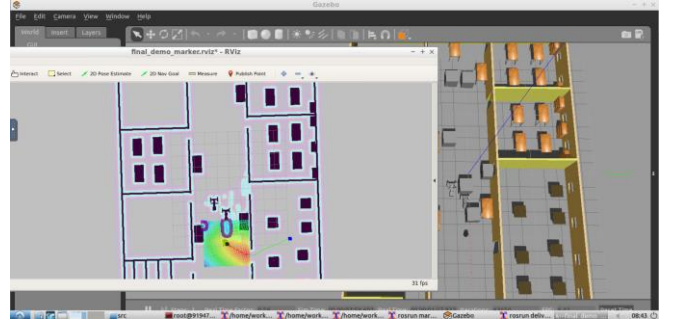 Gazebo
File Edit Camera View Window Help
World Insert Layers
GUI
final_demo_marker.rviz* - RViz
Interact Select 2D Pose Estimate 2D Nav Goal Measure Publish Point
31 fps
src root@91947... /home/work... /home/work... /home/work... rosrun mar... Gazebo rosrun deliv... 08:43